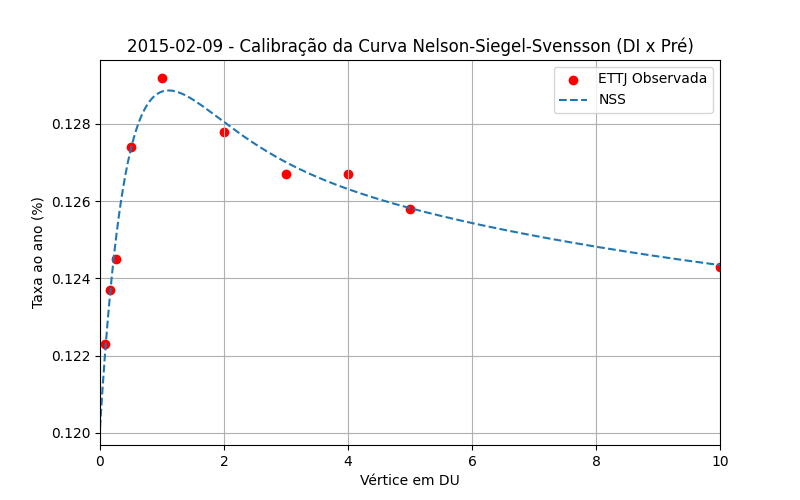 2015-02-09 - Calibração da Curva Nelson-Siegel-Svensson (DI x Pré)
ETTJ Observada
NSS
Taxa ao ano (%)
0.128
0.126
0.124
0.122
0.120
0 2 4 6 8 10
Vértice em DU